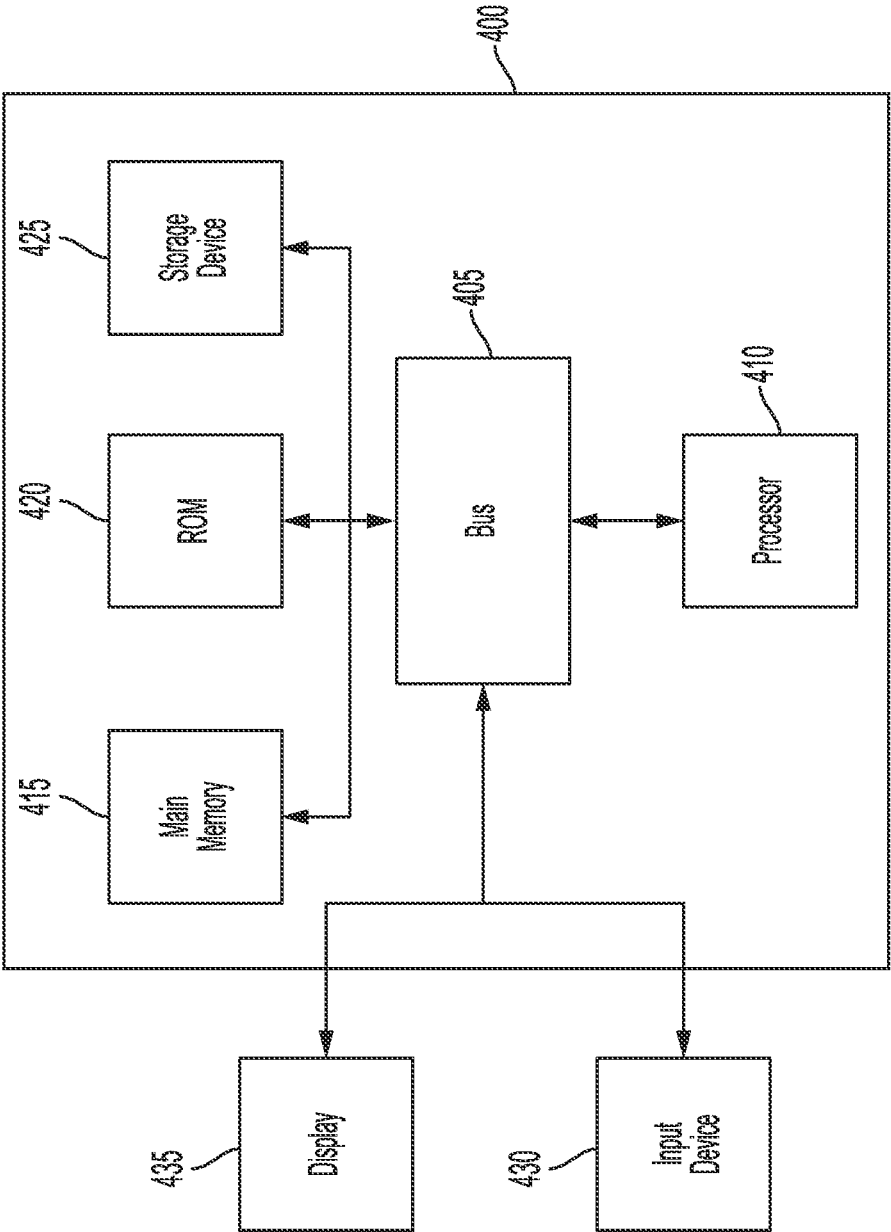 415
420
425
435
Main
Memory
ROM
Storage
Device
Display
405
Bus
400
430
Input
Device
410
Processor